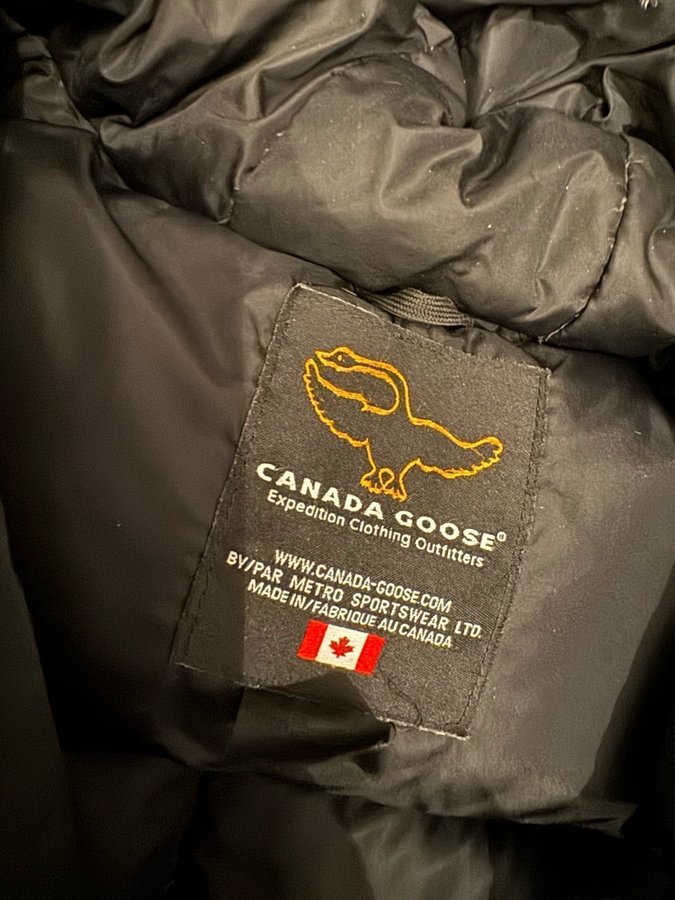 CANADA GOOSE®
Expedition Clothing Outfitters
WWW.CANADA-GOOSE.COM
BY/PAR METRO SPORTSWEAR LTD.
MADE IN/FABRIQUE AU CANADA